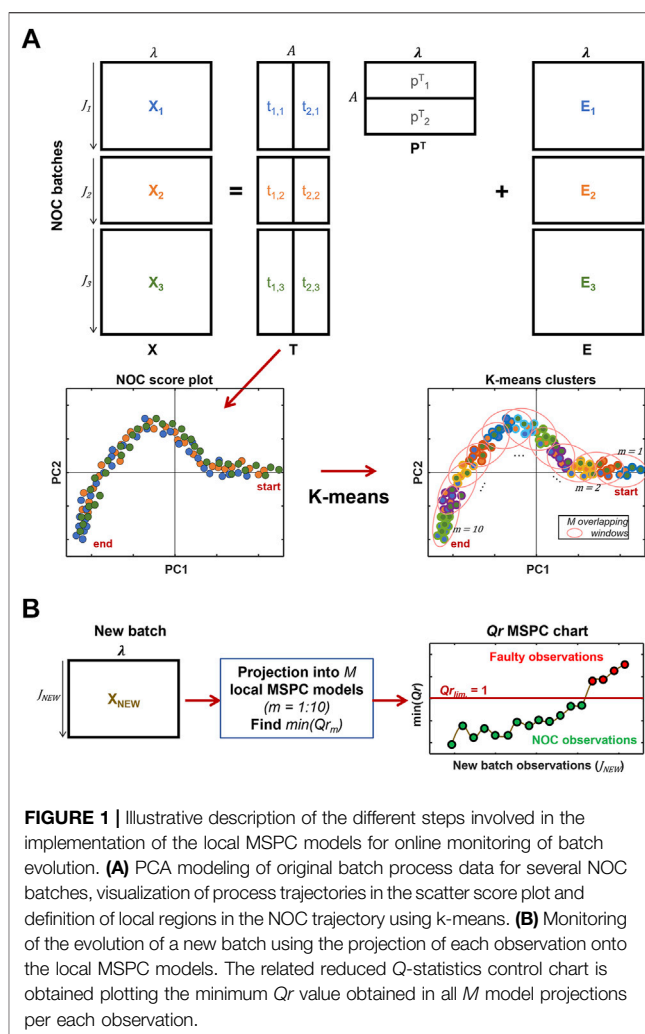 A
λ
A
λ
λ
NOC batches
J1
X1
t1,1 t2,1
A
pT1
pT2
PT
E1
J2
X2
=
t1,2 t2,2
+
E2
J3
X3
t1,3 t2,3
E3
X
T
E
NOC score plot
PC2
start
end
PC1
K-means
K-means clusters
PC2
m = 1
start
m = 2
...
...
...
m = 10
end
M overlapping
windows
PC1
B
New batch
λ
JNEW
XNEW
Projection into M
local MSPC models
(m = 1:10)
Find min(Qrm)
Qr MSPC chart
min(Qr)
Faulty observations
Qrlim. = 1
NOC observations
New batch observations (JNEW)
FIGURE 1 | Illustrative description of the different steps involved in the
implementation of the local MSPC models for online monitoring of batch
evolution. (A) PCA modeling of original batch process data for several NOC
batches, visualization of process trajectories in the scatter score plot and
definition of local regions in the NOC trajectory using k-means. (B) Monitoring
of the evolution of a new batch using the projection of each observation onto
the local MSPC models. The related reduced Q-statistics control chart is
obtained plotting the minimum Qr value obtained in all M model projections
per each observation.